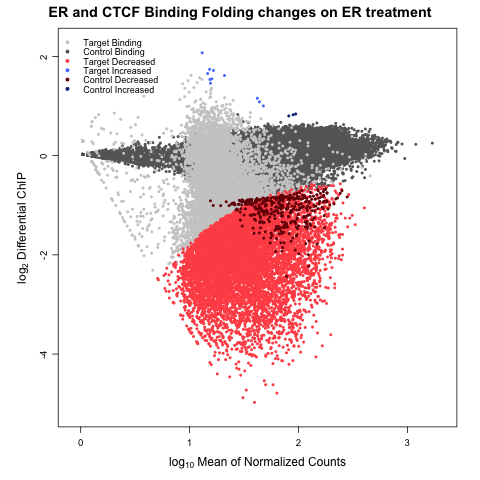 ER and CTCF Binding Folding changes on ER treatment
Target Binding
Control Binding
Target Decreased
Target Increased
Control Decreased
Control Increased
2
0
-2
-4
log2 Differential ChIP
0 1 2 3
log10 Mean of Normalized Counts